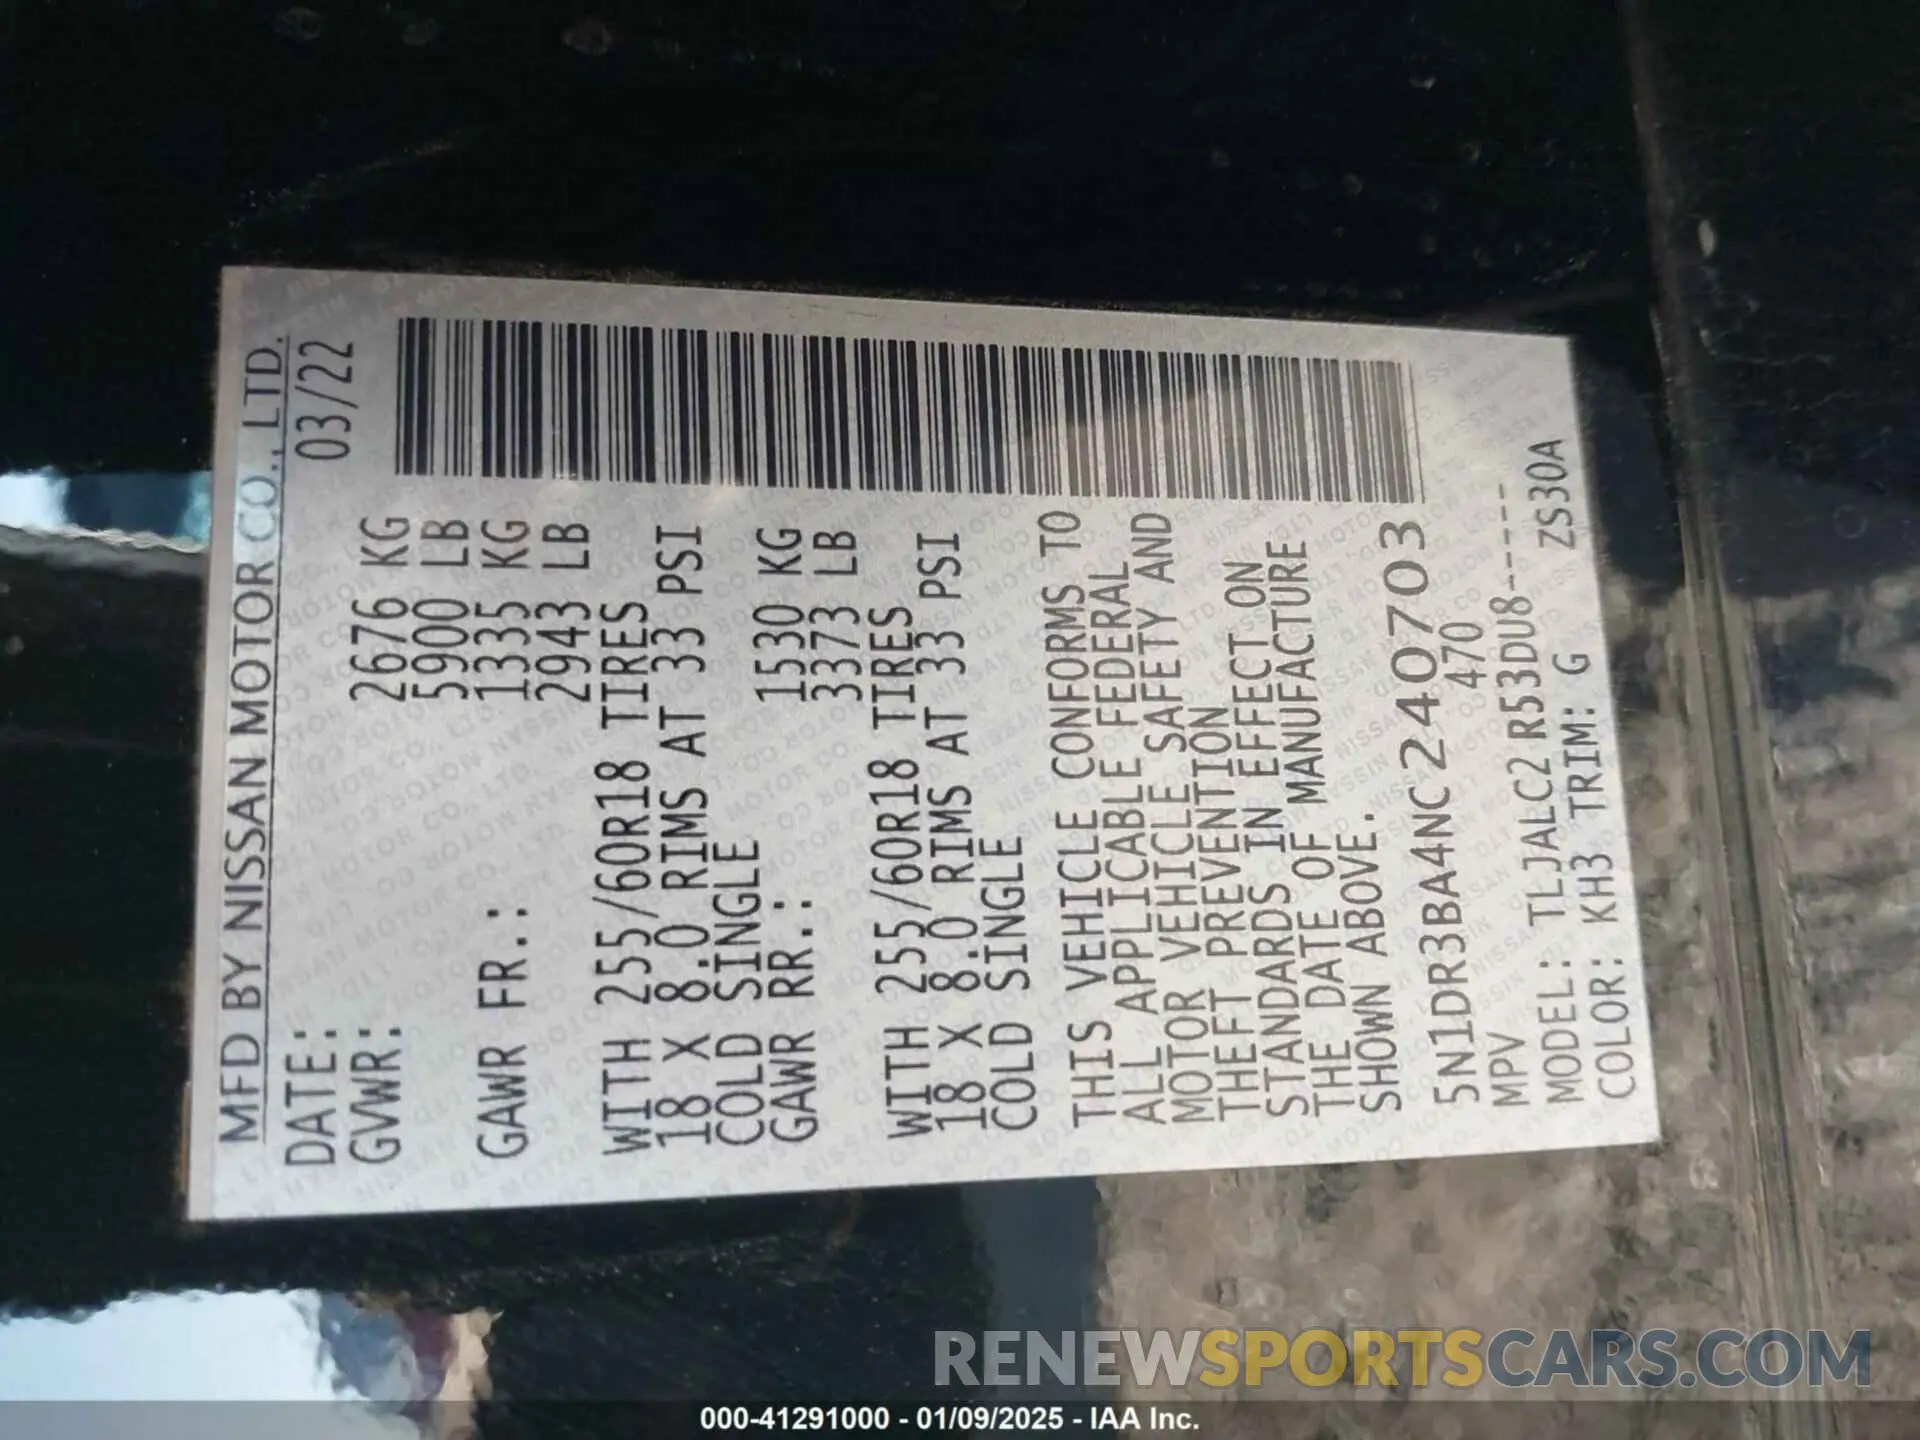 MFD BY NISSAN MOTOR CO., LTD.
DATE: 03/22
GVWR: 2676 KG
5900 LB
GAWR FR.: 1335 KG
2943 LB
WITH 255/60R18 TIRES
18 X 8.0 RIMS AT 33 PSI
COLD SINGLE
GAWR RR.: 1530 KG
3373 LB
WITH 255/60R18 TIRES
18 X 8.0 RIMS AT 33 PSI
COLD SINGLE
THIS VEHICLE CONFORMS TO
ALL APPLICABLE FEDERAL
MOTOR VEHICLE SAFETY AND
THEFT PREVENTION
STANDARDS IN EFFECT ON
THE DATE OF MANUFACTURE
SHOWN ABOVE.
5N1DR3BA4NC240703
MPV 470
MODEL: TLJALC2 R53DU8-----
COLOR: KH3 TRIM: G ZS30A
RENEWSPORTSCARS.COM
000-41291000 - 01/09/2025 - IAA Inc.